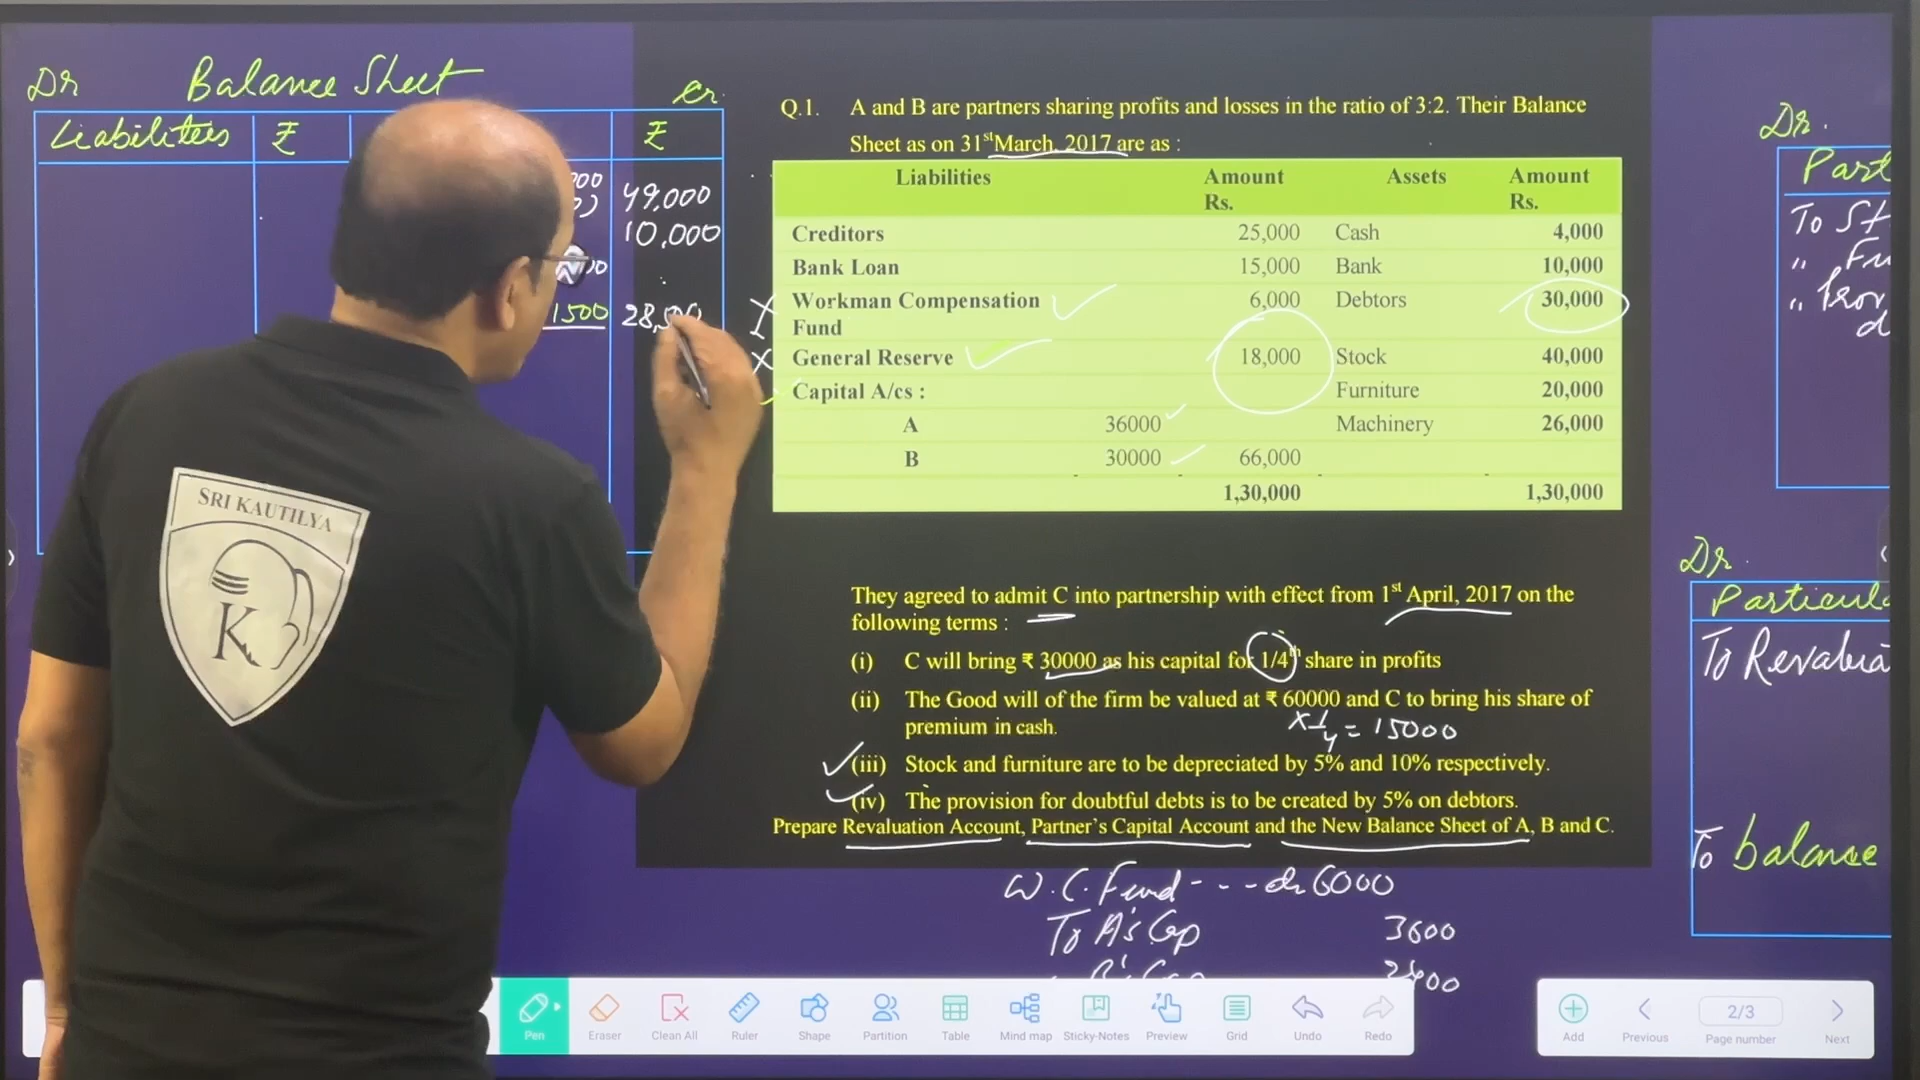 Dr Balance Sheet Cr.
Liabilities ₹ ₹
49,000
10,000
1500 28,500
SRI KAUTILYA
K
Q.1. A and B are partners sharing profits and losses in the ratio of 3:2. Their Balance
Sheet as on 31st March, 2017 are as :
Liabilities Amount Rs. Assets Amount Rs.
Creditors 25,000 Cash 4,000
Bank Loan 15,000 Bank 10,000
Workman Compensation Fund 6,000 Debtors 30,000
General Reserve 18,000 Stock 40,000
Capital A/cs : Furniture 20,000
A 36000 Machinery 26,000
B 30000 66,000
1,30,000 1,30,000
They agreed to admit C into partnership with effect from 1st April, 2017 on the
following terms :
(i) C will bring ₹ 30000 as his capital for 1/4th share in profits
(ii) The Good will of the firm be valued at ₹ 60000 and C to bring his share of
premium in cash.
x 1/4 = 15000
(iii) Stock and furniture are to be depreciated by 5% and 10% respectively.
(iv) The provision for doubtful debts is to be created by 5% on debtors.
Prepare Revaluation Account, Partner's Capital Account and the New Balance Sheet of A, B and C.
W.C. Fund --- dr 6000
To A's Cap 3600
B's Cap 2400
Dr.
Part
To St
" Fu
" Prov
d
Dr.
Particula
To Revalua
To balance
Pen Eraser Clean All Ruler Shape Partition Table Mind map Sticky-Notes Preview Grid Undo Redo
Add Previous 2/3 Page number Next